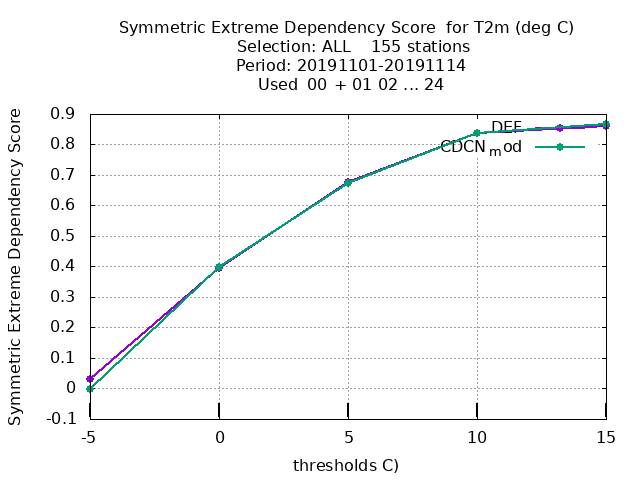 Symmetric Extreme Dependency Score for T2m (deg C)
Selection: ALL 155 stations
Period: 20191101-20191114
Used 00 + 01 02 ... 24
Symmetric Extreme Dependency Score
0.9
0.8
0.7
0.6
0.5
0.4
0.3
0.2
0.1
0
-0.1
CDCNmod
-5
0
5
10
15
thresholds C)